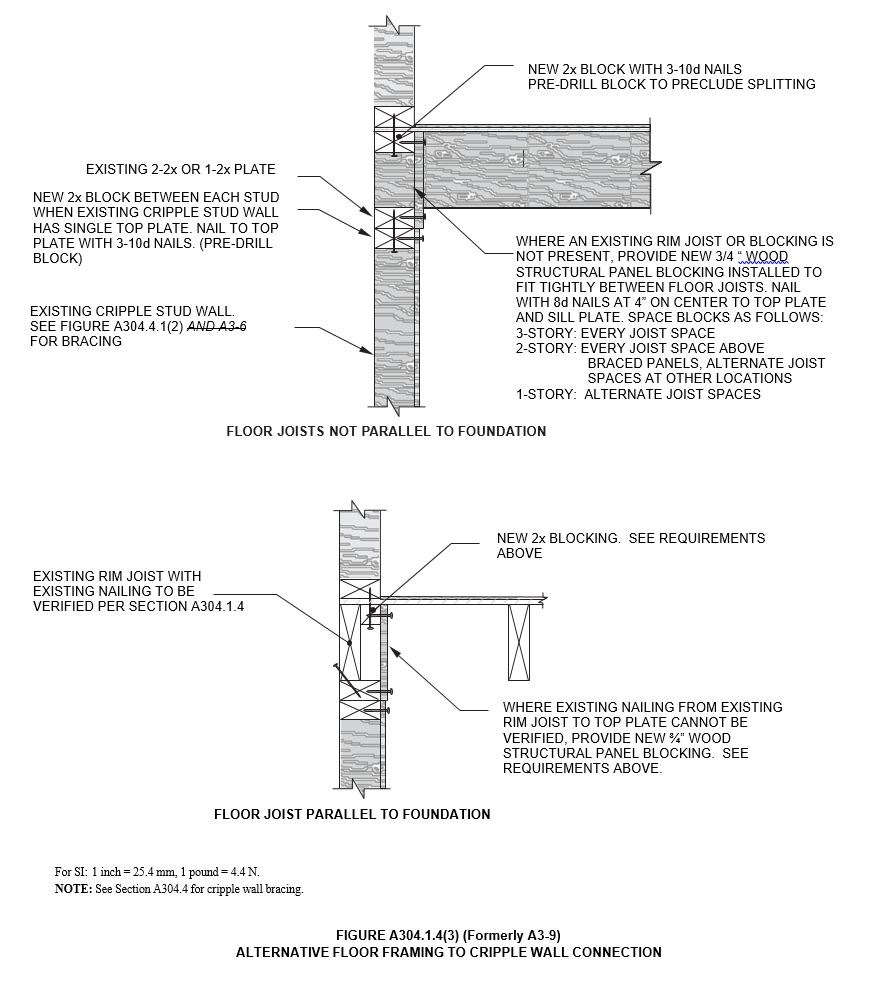 NEW 2x BLOCK WITH 3-10d NAILS
PRE-DRILL BLOCK TO PRECLUDE SPLITTING
EXISTING 2-2x OR 1-2x PLATE
NEW 2x BLOCK BETWEEN EACH STUD
WHEN EXISTING CRIPPLE STUD WALL
HAS SINGLE TOP PLATE. NAIL TO TOP
PLATE WITH 3-10d NAILS. (PRE-DRILL
BLOCK)
EXISTING CRIPPLE STUD WALL.
SEE FIGURE A304.4.1(2) AND A3-6
FOR BRACING
WHERE AN EXISTING RIM JOIST OR BLOCKING IS
NOT PRESENT, PROVIDE NEW 3/4 “ WOOD
STRUCTURAL PANEL BLOCKING INSTALLED TO
FIT TIGHTLY BETWEEN FLOOR JOISTS. NAIL
WITH 8d NAILS AT 4” ON CENTER TO TOP PLATE
AND SILL PLATE. SPACE BLOCKS AS FOLLOWS:
3-STORY: EVERY JOIST SPACE
2-STORY: EVERY JOIST SPACE ABOVE
BRACED PANELS, ALTERNATE JOIST
SPACES AT OTHER LOCATIONS
1-STORY: ALTERNATE JOIST SPACES
FLOOR JOISTS NOT PARALLEL TO FOUNDATION
NEW 2x BLOCKING. SEE REQUIREMENTS
ABOVE
EXISTING RIM JOIST WITH
EXISTING NAILING TO BE
VERIFIED PER SECTION A304.1.4
WHERE EXISTING NAILING FROM EXISTING
RIM JOIST TO TOP PLATE CANNOT BE
VERIFIED, PROVIDE NEW ¾” WOOD
STRUCTURAL PANEL BLOCKING. SEE
REQUIREMENTS ABOVE.
FLOOR JOIST PARALLEL TO FOUNDATION
For SI: 1 inch = 25.4 mm, 1 pound = 4.4 N.
NOTE: See Section A304.4 for cripple wall bracing.
FIGURE A304.1.4(3) (Formerly A3-9)
ALTERNATIVE FLOOR FRAMING TO CRIPPLE WALL CONNECTION